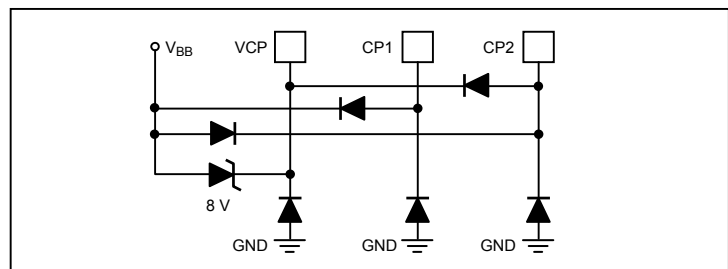 VBB
VCP
CP1
CP2
8 V
GND
GND
GND